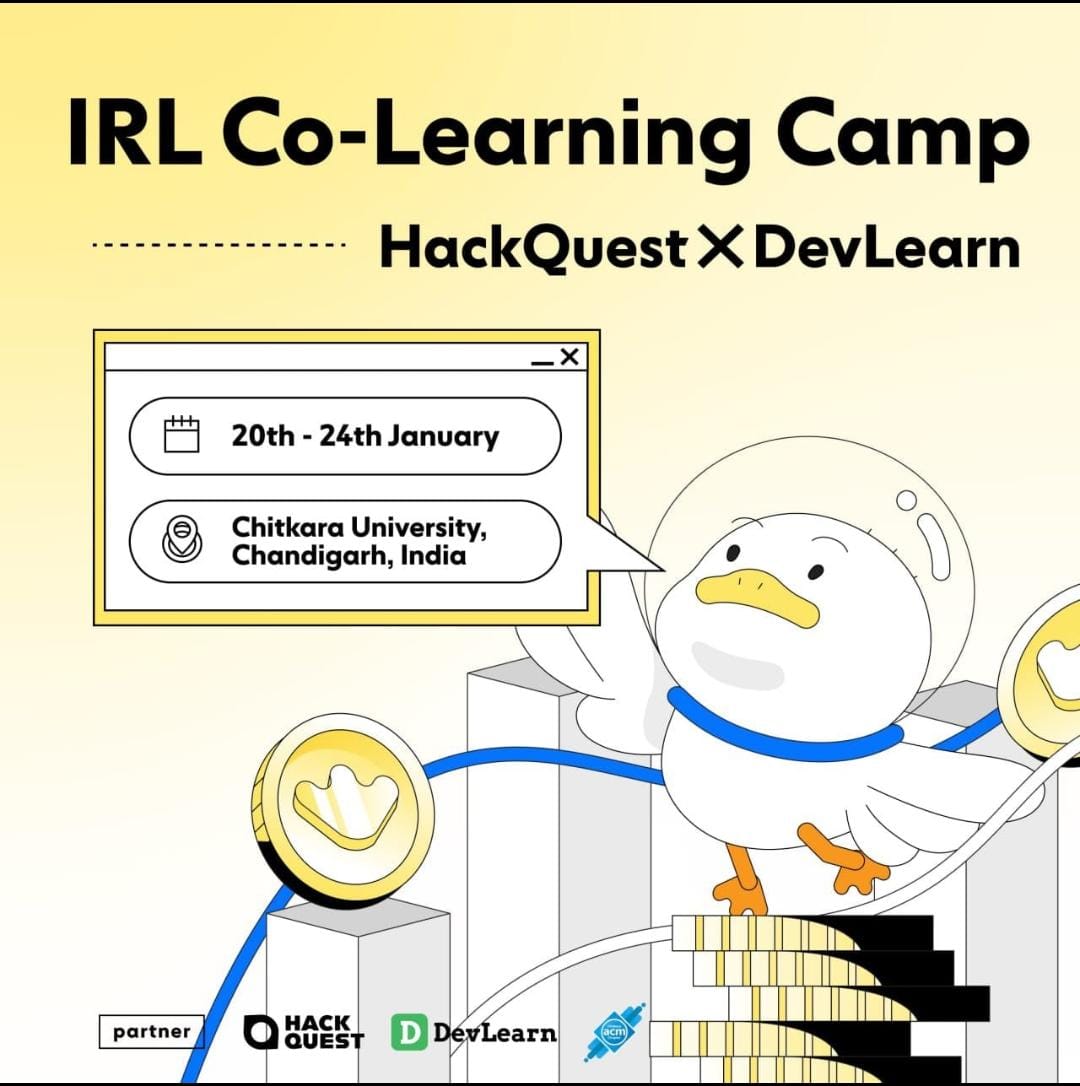 IRL Co-Learning Camp
HackQuest X DevLearn
20th - 24th January
Chitkara University,
Chandigarh, India
partner
HACK
QUEST
D DevLearn
acm